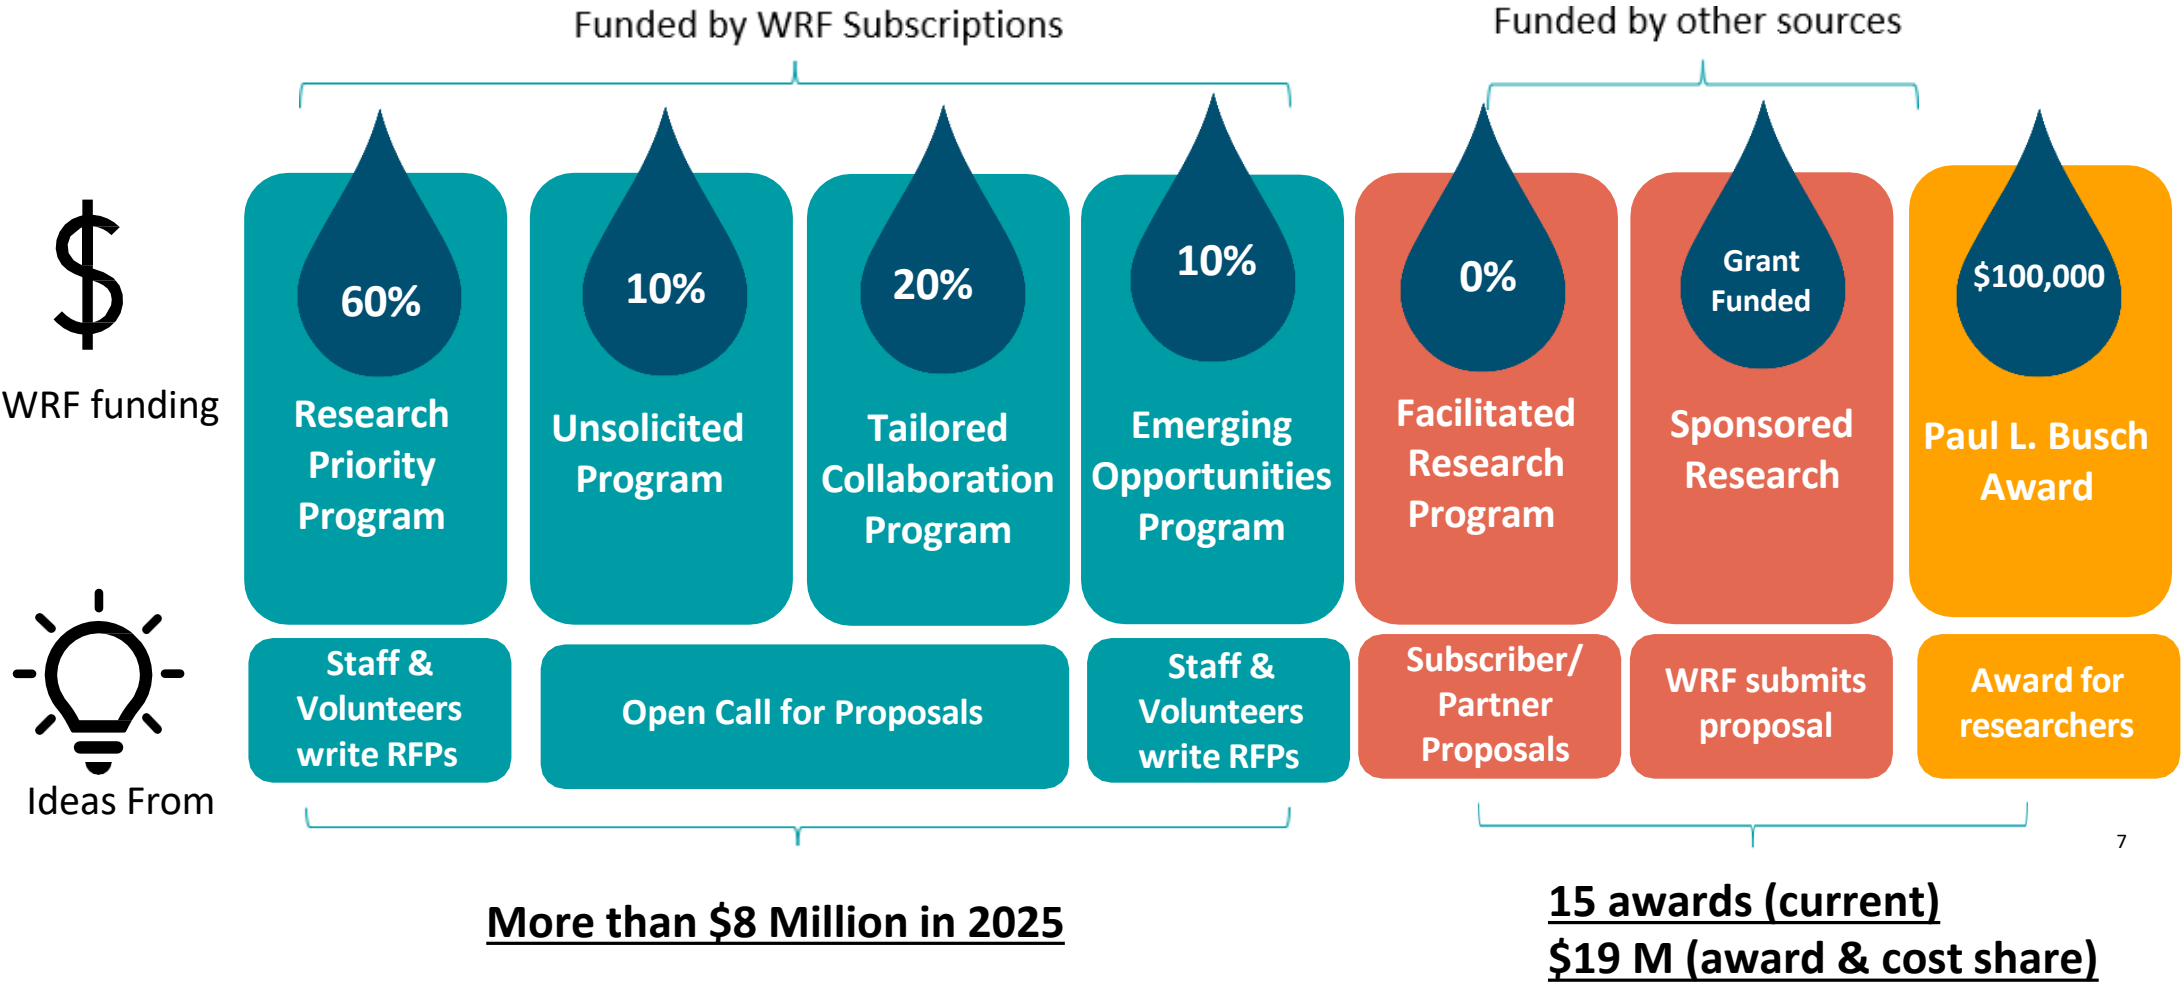 Funded by WRF Subscriptions
Funded by other sources
WRF funding
60%
Research
Priority
Program
10%
Unsolicited
Program
20%
Tailored
Collaboration
Program
10%
Emerging
Opportunities
Program
0%
Facilitated
Research
Program
Grant
Funded
Sponsored
Research
$100,000
Paul L. Busch
Award
Ideas From
Staff &
Volunteers
write RFPs
Open Call for Proposals
Staff &
Volunteers
write RFPs
Subscriber/
Partner
Proposals
WRF submits
proposal
Award for
researchers
7
More than $8 Million in 2025
15 awards (current)
$19 M (award & cost share)